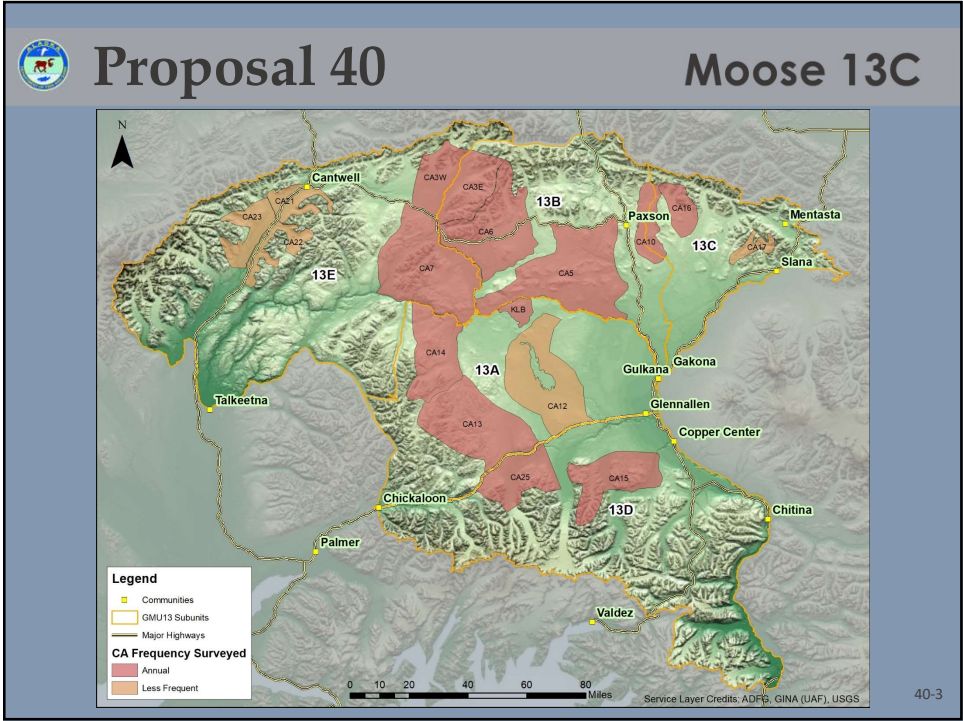 ALASKA
Proposal 40
Moose 13C
N
Cantwell
CA3W
CA3E
CA21
CA23
CA22
13B
CA16
Paxson
Mentasta
CA6
CA10
13C
CA17
Slana
13E
CA7
CA5
KLB
CA14
13A
Gakona
Gulkana
Talkeetna
CA12
Glennallen
CA13
Copper Center
CA25
CA15
Chickaloon
13D
Chitina
Palmer
Valdez
Legend
Communities
GMU13 Subunits
Major Highways
CA Frequency Surveyed
Annual
Less Frequent
0 10 20 40 60 80
Miles
Service Layer Credits: ADFG, GINA (UAF), USGS
40-3